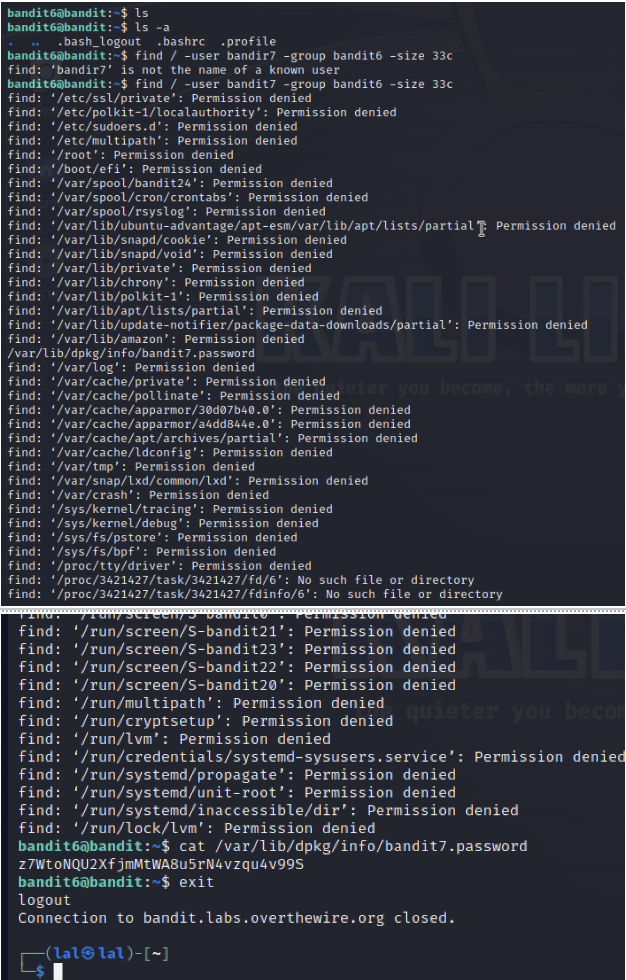 bandit6@bandit:~$ ls
bandit6@bandit:~$ ls -a
.  ..  .bash_logout  .bashrc  .profile
bandit6@bandit:~$ find / -user bandir7 -group bandit6 -size 33c
find: ‘bandir7’ is not the name of a known user
bandit6@bandit:~$ find / -user bandit7 -group bandit6 -size 33c
find: ‘/etc/ssl/private’: Permission denied
find: ‘/etc/polkit-1/localauthority’: Permission denied
find: ‘/etc/sudoers.d’: Permission denied
find: ‘/etc/multipath’: Permission denied
find: ‘/root’: Permission denied
find: ‘/boot/efi’: Permission denied
find: ‘/var/spool/bandit24’: Permission denied
find: ‘/var/spool/cron/crontabs’: Permission denied
find: ‘/var/spool/rsyslog’: Permission denied
find: ‘/var/lib/ubuntu-advantage/apt-esm/var/lib/apt/lists/partial’: Permission denied
find: ‘/var/lib/snapd/cookie’: Permission denied
find: ‘/var/lib/snapd/void’: Permission denied
find: ‘/var/lib/private’: Permission denied
find: ‘/var/lib/chrony’: Permission denied
find: ‘/var/lib/polkit-1’: Permission denied
find: ‘/var/lib/apt/lists/partial’: Permission denied
find: ‘/var/lib/update-notifier/package-data-downloads/partial’: Permission denied
find: ‘/var/lib/amazon’: Permission denied
/var/lib/dpkg/info/bandit7.password
find: ‘/var/log’: Permission denied
find: ‘/var/cache/private’: Permission denied
find: ‘/var/cache/pollinate’: Permission denied
find: ‘/var/cache/apparmor/30d07b40.0’: Permission denied
find: ‘/var/cache/apparmor/a4dd844e.0’: Permission denied
find: ‘/var/cache/apt/archives/partial’: Permission denied
find: ‘/var/cache/ldconfig’: Permission denied
find: ‘/var/tmp’: Permission denied
find: ‘/var/snap/lxd/common/lxd’: Permission denied
find: ‘/var/crash’: Permission denied
find: ‘/sys/kernel/tracing’: Permission denied
find: ‘/sys/kernel/debug’: Permission denied
find: ‘/sys/fs/pstore’: Permission denied
find: ‘/sys/fs/bpf’: Permission denied
find: ‘/proc/tty/driver’: Permission denied
find: ‘/proc/3421427/task/3421427/fd/6’: No such file or directory
find: ‘/proc/3421427/task/3421427/fdinfo/6’: No such file or directory
KALI LI
quieter you become, the more y
find: ‘/run/screen/S-bandit0’: Permission denied
find: ‘/run/screen/S-bandit21’: Permission denied
find: ‘/run/screen/S-bandit23’: Permission denied
find: ‘/run/screen/S-bandit22’: Permission denied
find: ‘/run/screen/S-bandit20’: Permission denied
find: ‘/run/multipath’: Permission denied
find: ‘/run/cryptsetup’: Permission denied
find: ‘/run/lvm’: Permission denied
find: ‘/run/credentials/systemd-sysusers.service’: Permission denied
find: ‘/run/systemd/propagate’: Permission denied
find: ‘/run/systemd/unit-root’: Permission denied
find: ‘/run/systemd/inaccessible/dir’: Permission denied
find: ‘/run/lock/lvm’: Permission denied
quieter you becom
bandit6@bandit:~$ cat /var/lib/dpkg/info/bandit7.password
z7WtoNQU2XfjmMtWA8u5rN4vzqu4v99S
bandit6@bandit:~$ exit
logout
Connection to bandit.labs.overthewire.org closed.
┌──(lal㉿lal)-[~]
└─$